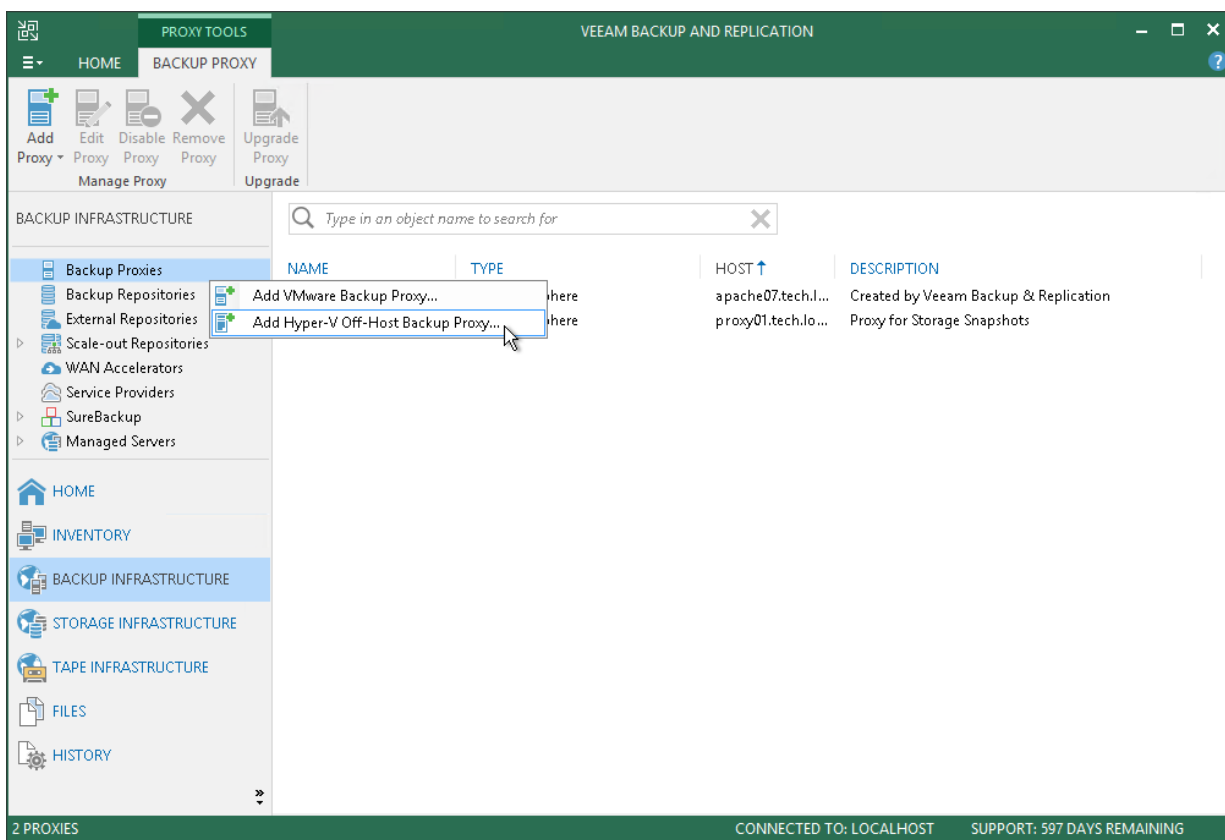 PROXY TOOLS
VEEAM BACKUP AND REPLICATION
HOME
BACKUP PROXY
?
Add Proxy
Edit Proxy
Disable Proxy
Remove Proxy
Upgrade Proxy
Manage Proxy
Upgrade
BACKUP INFRASTRUCTURE
Type in an object name to search for
Backup Proxies
Backup Repositories
External Repositories
Scale-out Repositories
WAN Accelerators
Service Providers
SureBackup
Managed Servers
NAME TYPE HOST DESCRIPTION
Add VMware Backup Proxy...
Add Hyper-V Off-Host Backup Proxy...
apache07.tech.l... Created by Veeam Backup & Replication
proxy01.tech.lo... Proxy for Storage Snapshots
HOME
INVENTORY
BACKUP INFRASTRUCTURE
STORAGE INFRASTRUCTURE
TAPE INFRASTRUCTURE
FILES
HISTORY
2 PROXIES
CONNECTED TO: LOCALHOST
SUPPORT: 597 DAYS REMAINING